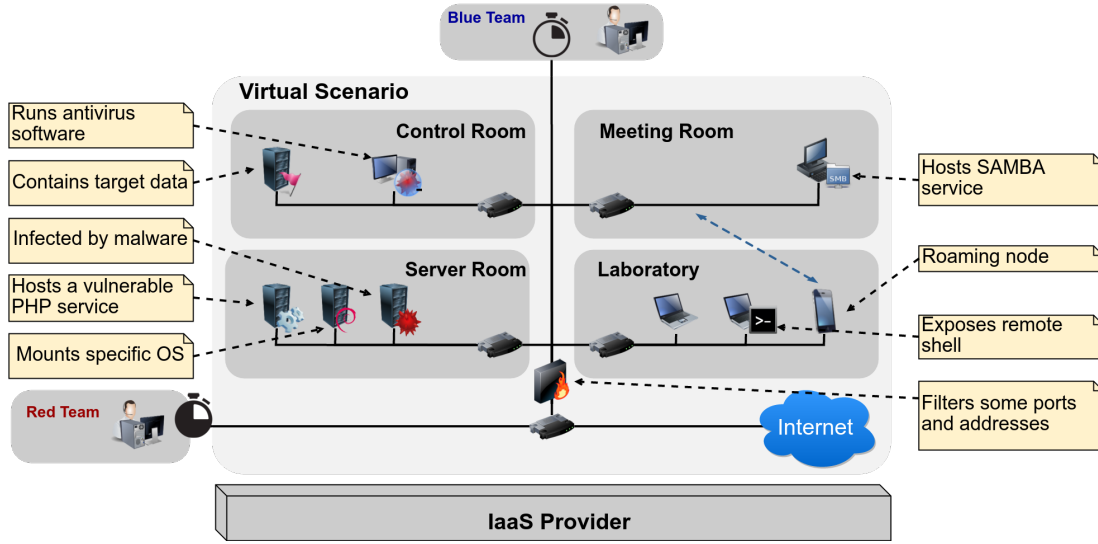 Blue Team
Virtual Scenario
Runs antivirus
software
Control Room
Meeting Room
Contains target data
SMB
Hosts SAMBA
service
Infected by malware
Server Room
Laboratory
Roaming node
Hosts a vulnerable
PHP service
>_
Exposes remote
shell
Mounts specific OS
Red Team
Filters some ports
and addresses
Internet
IaaS Provider